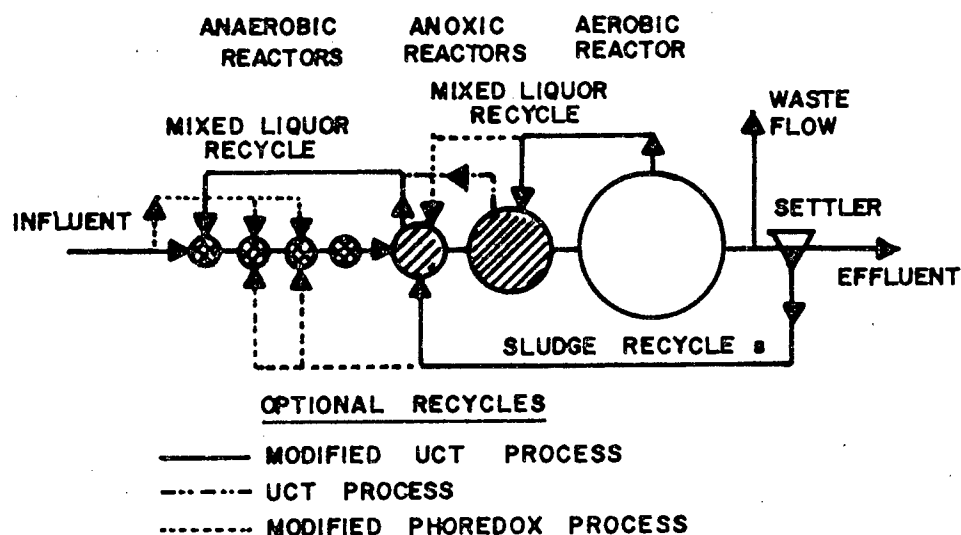 ANAEROBIC
REACTORS
ANOXIC
REACTORS
AEROBIC
REACTOR
MIXED LIQUOR
RECYCLE
MIXED LIQUOR
RECYCLE
WASTE
FLOW
INFLUENT
SETTLER
EFFLUENT
SLUDGE RECYCLE s
OPTIONAL RECYCLES
MODIFIED UCT PROCESS
UCT PROCESS
MODIFIED PHOREDOX PROCESS